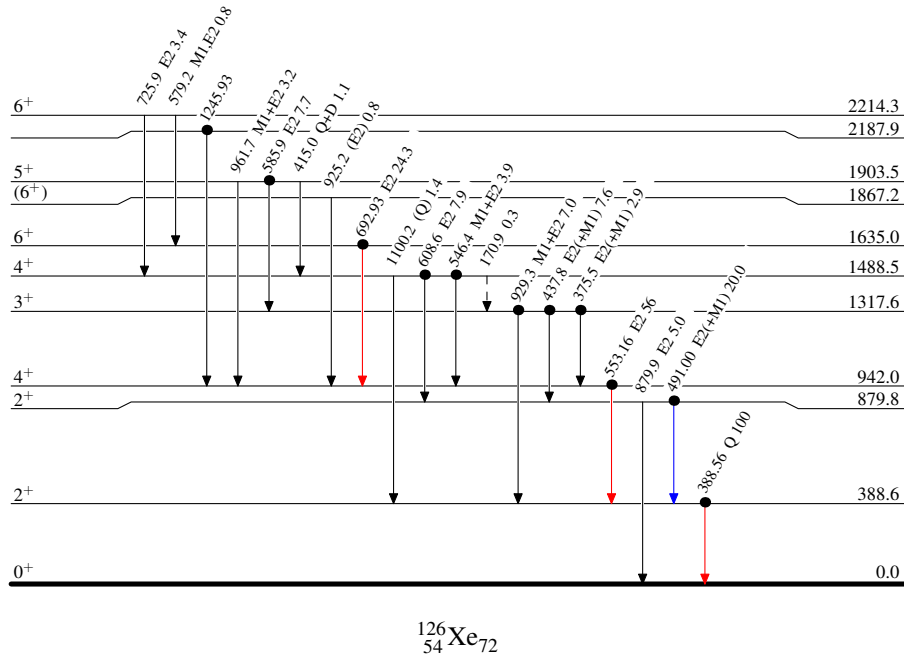 725.9 E2 3.4
579.2 M1,E2 0.8
1245.93
961.7 M1+E2 3.2
585.9 E2 7.7
415.0 Q+D 1.1
925.2 (E2) 0.8
692.93 E2 24.3
1100.2 (Q) 1.4
608.6 E2 7.9
546.4 M1+E2 3.9
170.9 0.3
929.3 M1+E2 7.0
437.8 E2(+M1) 7.6
375.5 E2(+M1) 2.9
553.16 E2 56
879.9 E2 5.0
491.00 E2(+M1) 20.0
388.56 Q 100
6⁺ 2214.3
2187.9
5⁺ 1903.5
(6⁺) 1867.2
6⁺ 1635.0
4⁺ 1488.5
3⁺ 1317.6
4⁺ 942.0
2⁺ 879.8
2⁺ 388.6
0⁺ 0.0
¹²⁶₅₄Xe₇₂